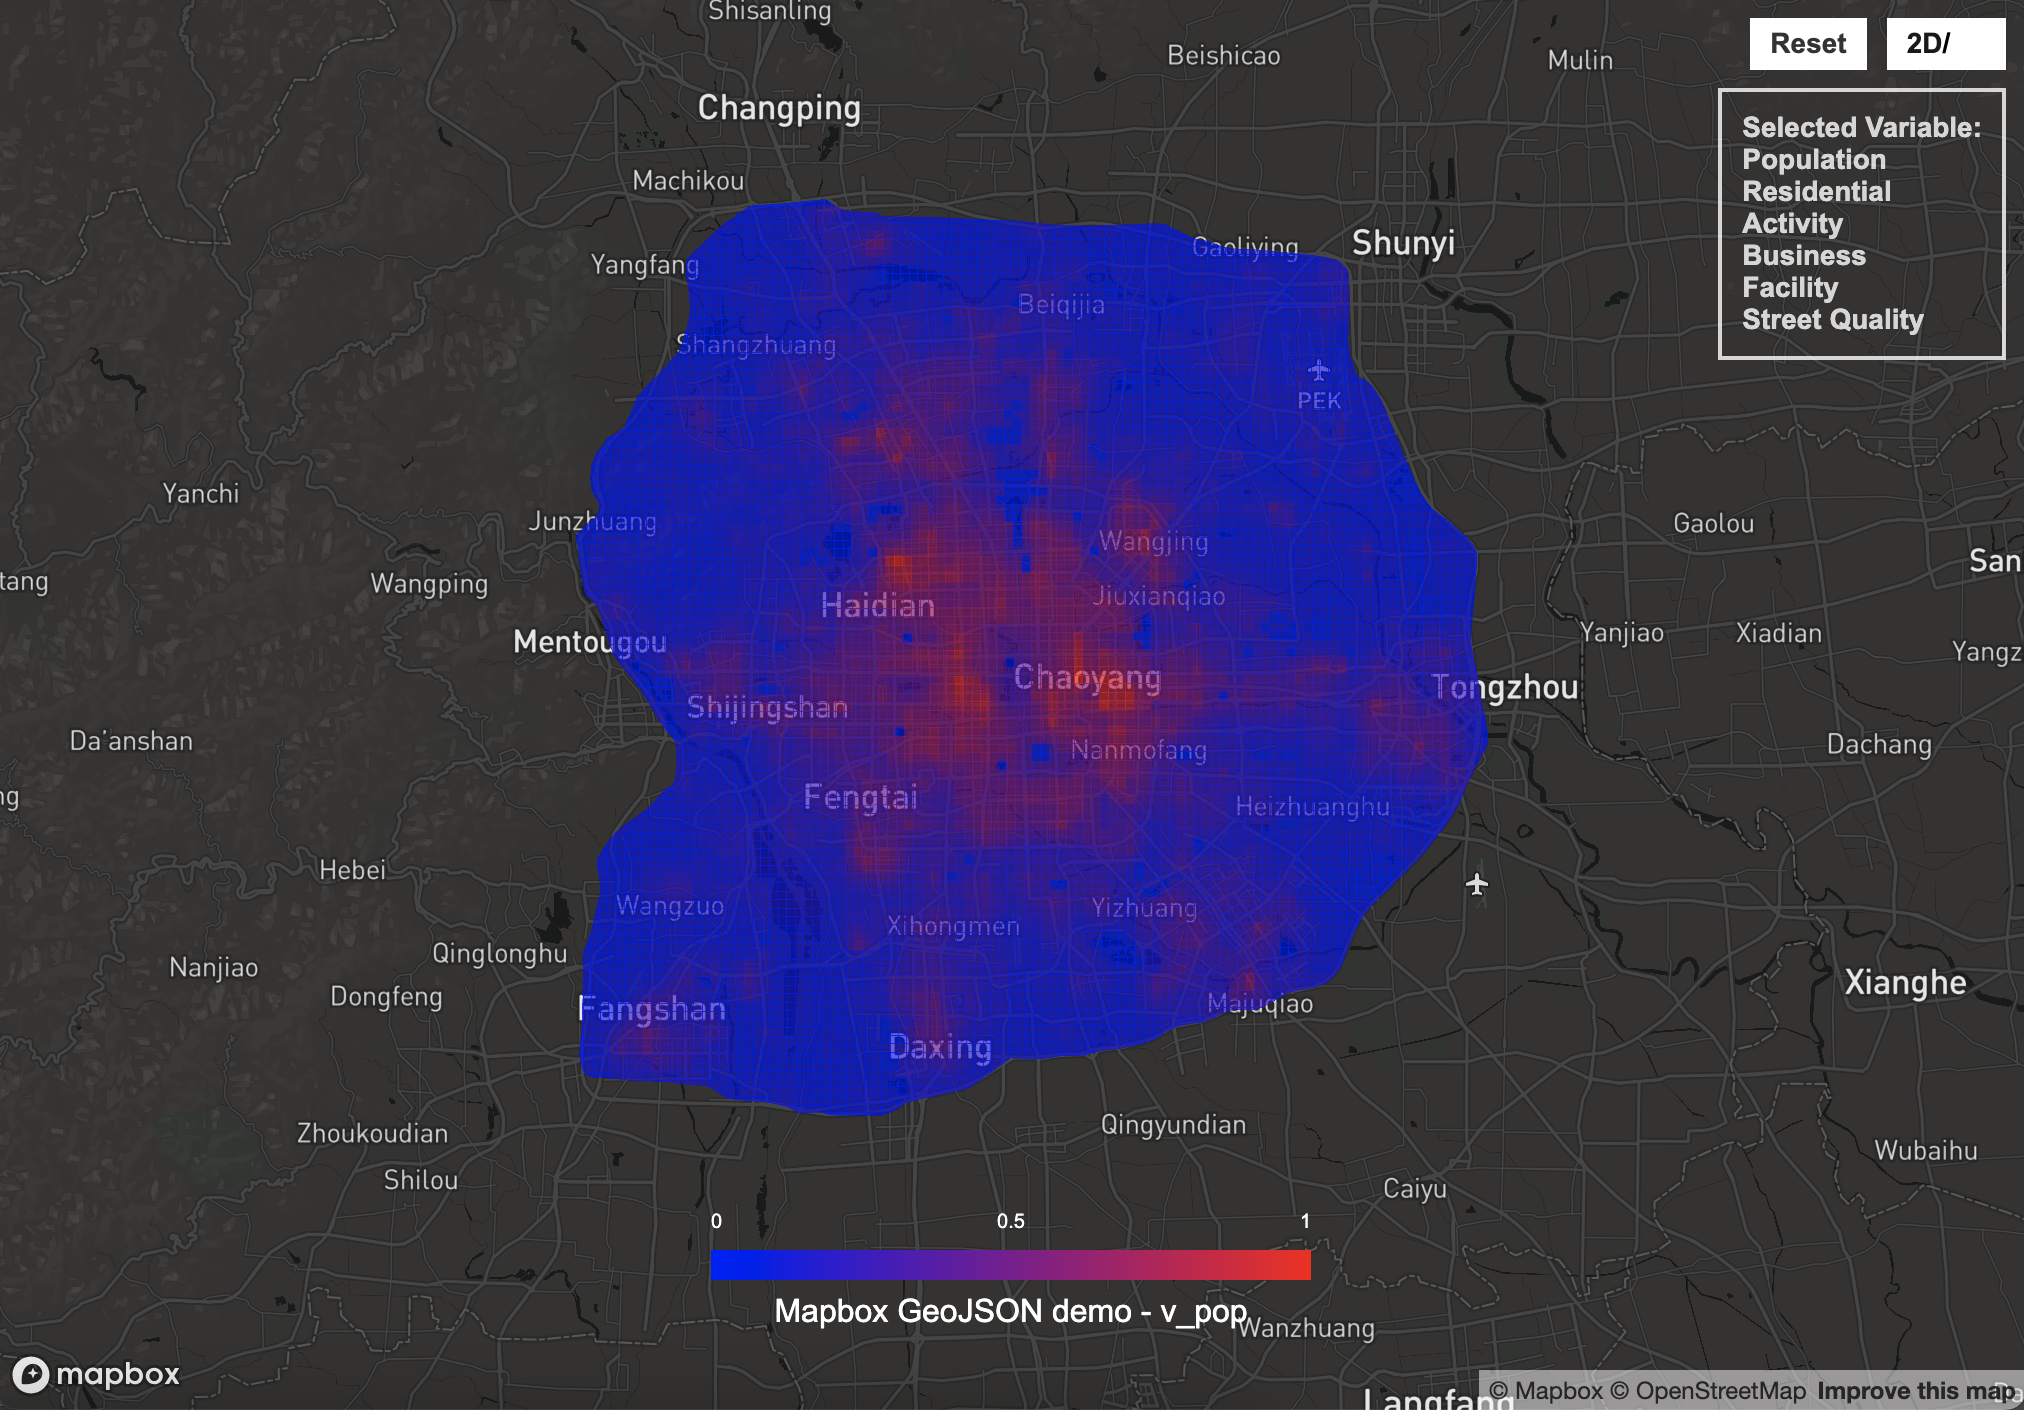 Shisanling
Beishicao
Mulin
Reset
2D/
Changping
Selected Variable:
Population
Residential
Activity
Business
Facility
Street Quality
Machikou
Yangfang
Gaoliying
Shunyi
Beiqijia
Shangzhuang
PEK
Yanchi
Junzhuang
Wangjing
Gaolou
San
tang
Wangping
Haidian
Jiuxianqiao
Mentougou
Yanjiao
Xiadian
Yangz
Chaoyang
Tongzhou
Shijingshan
Da'anshan
Nanmofang
Dachang
ng
Fengtai
Heizhuanghu
Hebei
Wangzuo
Xihongmen
Yizhuang
Qinglonghu
Nanjiao
Dongfeng
Fangshan
Majuqiao
Xianghe
Daxing
Zhoukoudian
Qingyundian
Wubaihu
Shilou
Caiyu
0
0.5
1
Mapbox GeoJSON demo - v_pop
Wanzhuang
mapbox
Langfang
© Mapbox © OpenStreetMap Improve this map